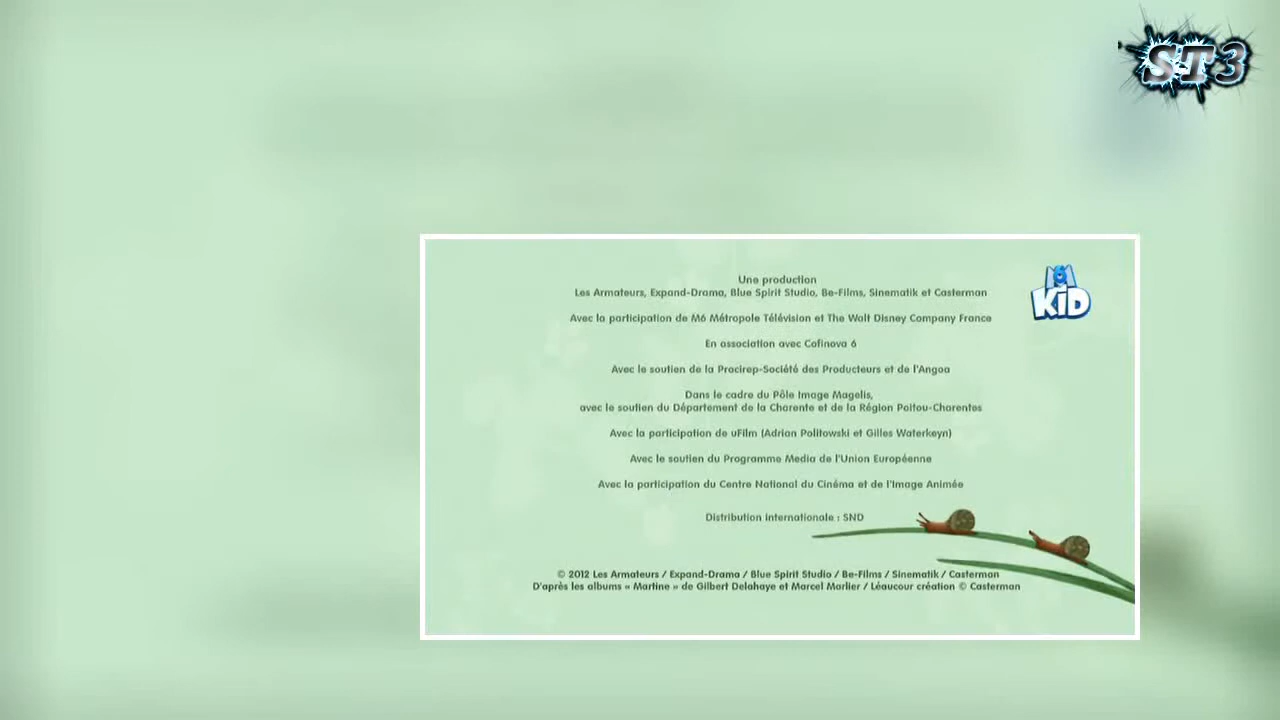 ST3
M6
KID
Une production
Les Armateurs, Expand-Drama, Blue Spirit Studio, Be-Films, Sinematik et Casterman
Avec la participation de M6 Métropole Télévision et The Walt Disney Company France
En association avec Cofinova 6
Avec le soutien de la Procirep-Société des Producteurs et de l'Angoa
Dans le cadre du Pôle Image Magelis,
avec le soutien du Département de la Charente et de la Région Poitou-Charentes
Avec la participation de uFilm (Adrian Politowski et Gilles Waterkeyn)
Avec le soutien du Programme Media de l'Union Européenne
Avec la participation du Centre National du Cinéma et de l'Image Animée
Distribution internationale : SND
© 2012 Les Armateurs / Expand-Drama / Blue Spirit Studio / Be-Films / Sinematik / Casterman
D'après les albums « Martine » de Gilbert Delahaye et Marcel Marlier / Léaucour création © Casterman